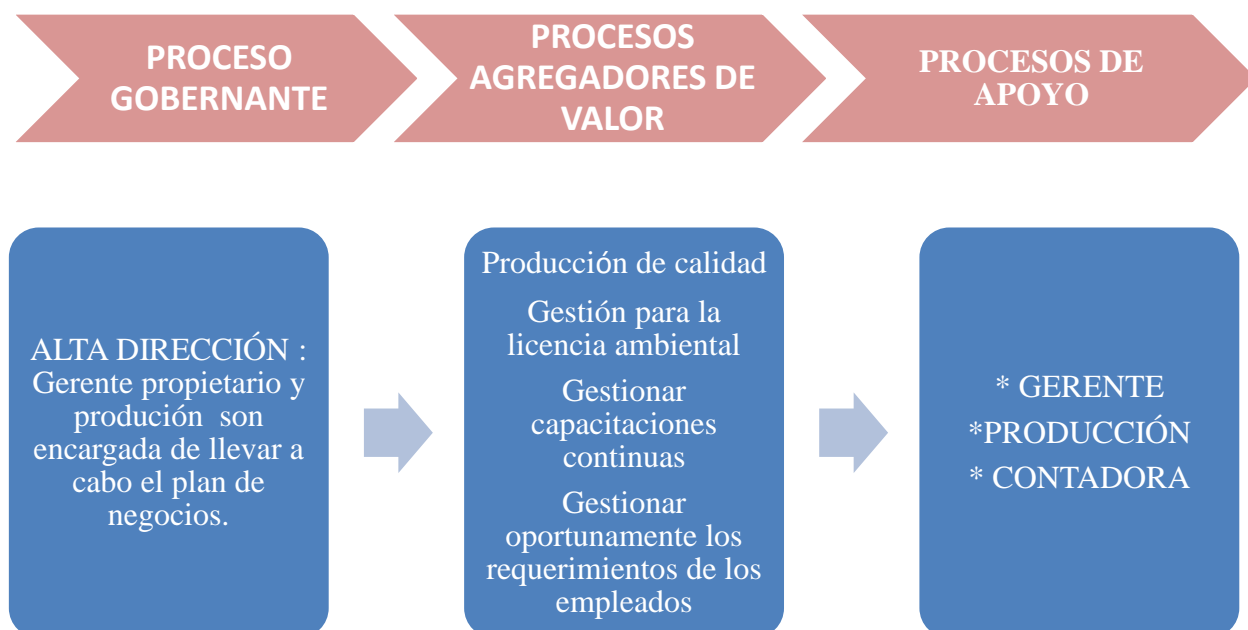 PROCESO
GOBERNANTE
PROCESOS
AGREGADORES DE
VALOR
PROCESOS DE
APOYO
ALTA DIRECCIÓN :
Gerente propietario y
produción son
encargada de llevar a
cabo el plan de
negocios.
Producción de calidad
Gestión para la
licencia ambiental
Gestionar
capacitaciones
continuas
Gestionar
oportunamente los
requerimientos de los
empleados
* GERENTE
*PRODUCCIÓN
* CONTADORA